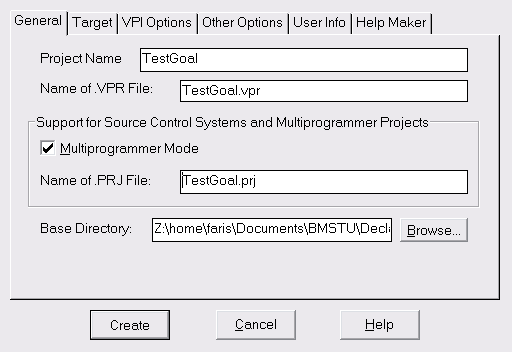 General Target VPI Options Other Options User Info Help Maker
Project Name TestGoal
Name of .VPR File: TestGoal.vpr
Support for Source Control Systems and Multiprogrammer Projects
Multiprogrammer Mode
Name of .PRJ File: TestGoal.prj
Base Directory: Z:\home\faris\Documents\BMSTU\Decla Browse...
Create Cancel Help